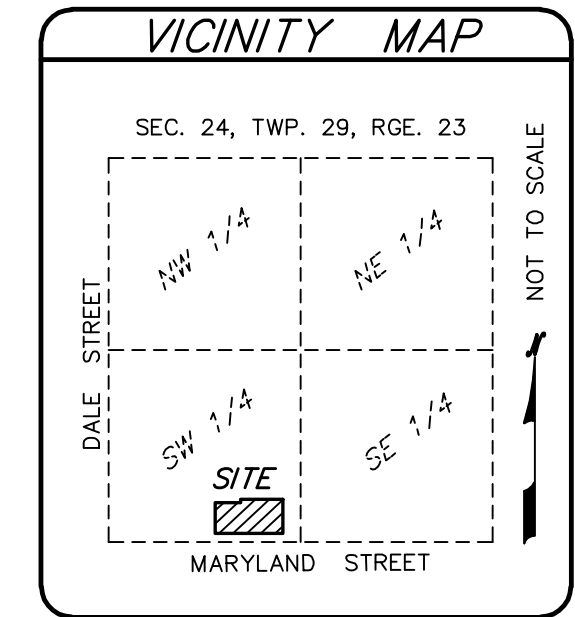 VICINITY MAP
SEC. 24, TWP. 29, RGE. 23
NOT TO SCALE
NW 1/4
NE 1/4
DALE STREET
SW 1/4
SE 1/4
SITE
MARYLAND STREET
N